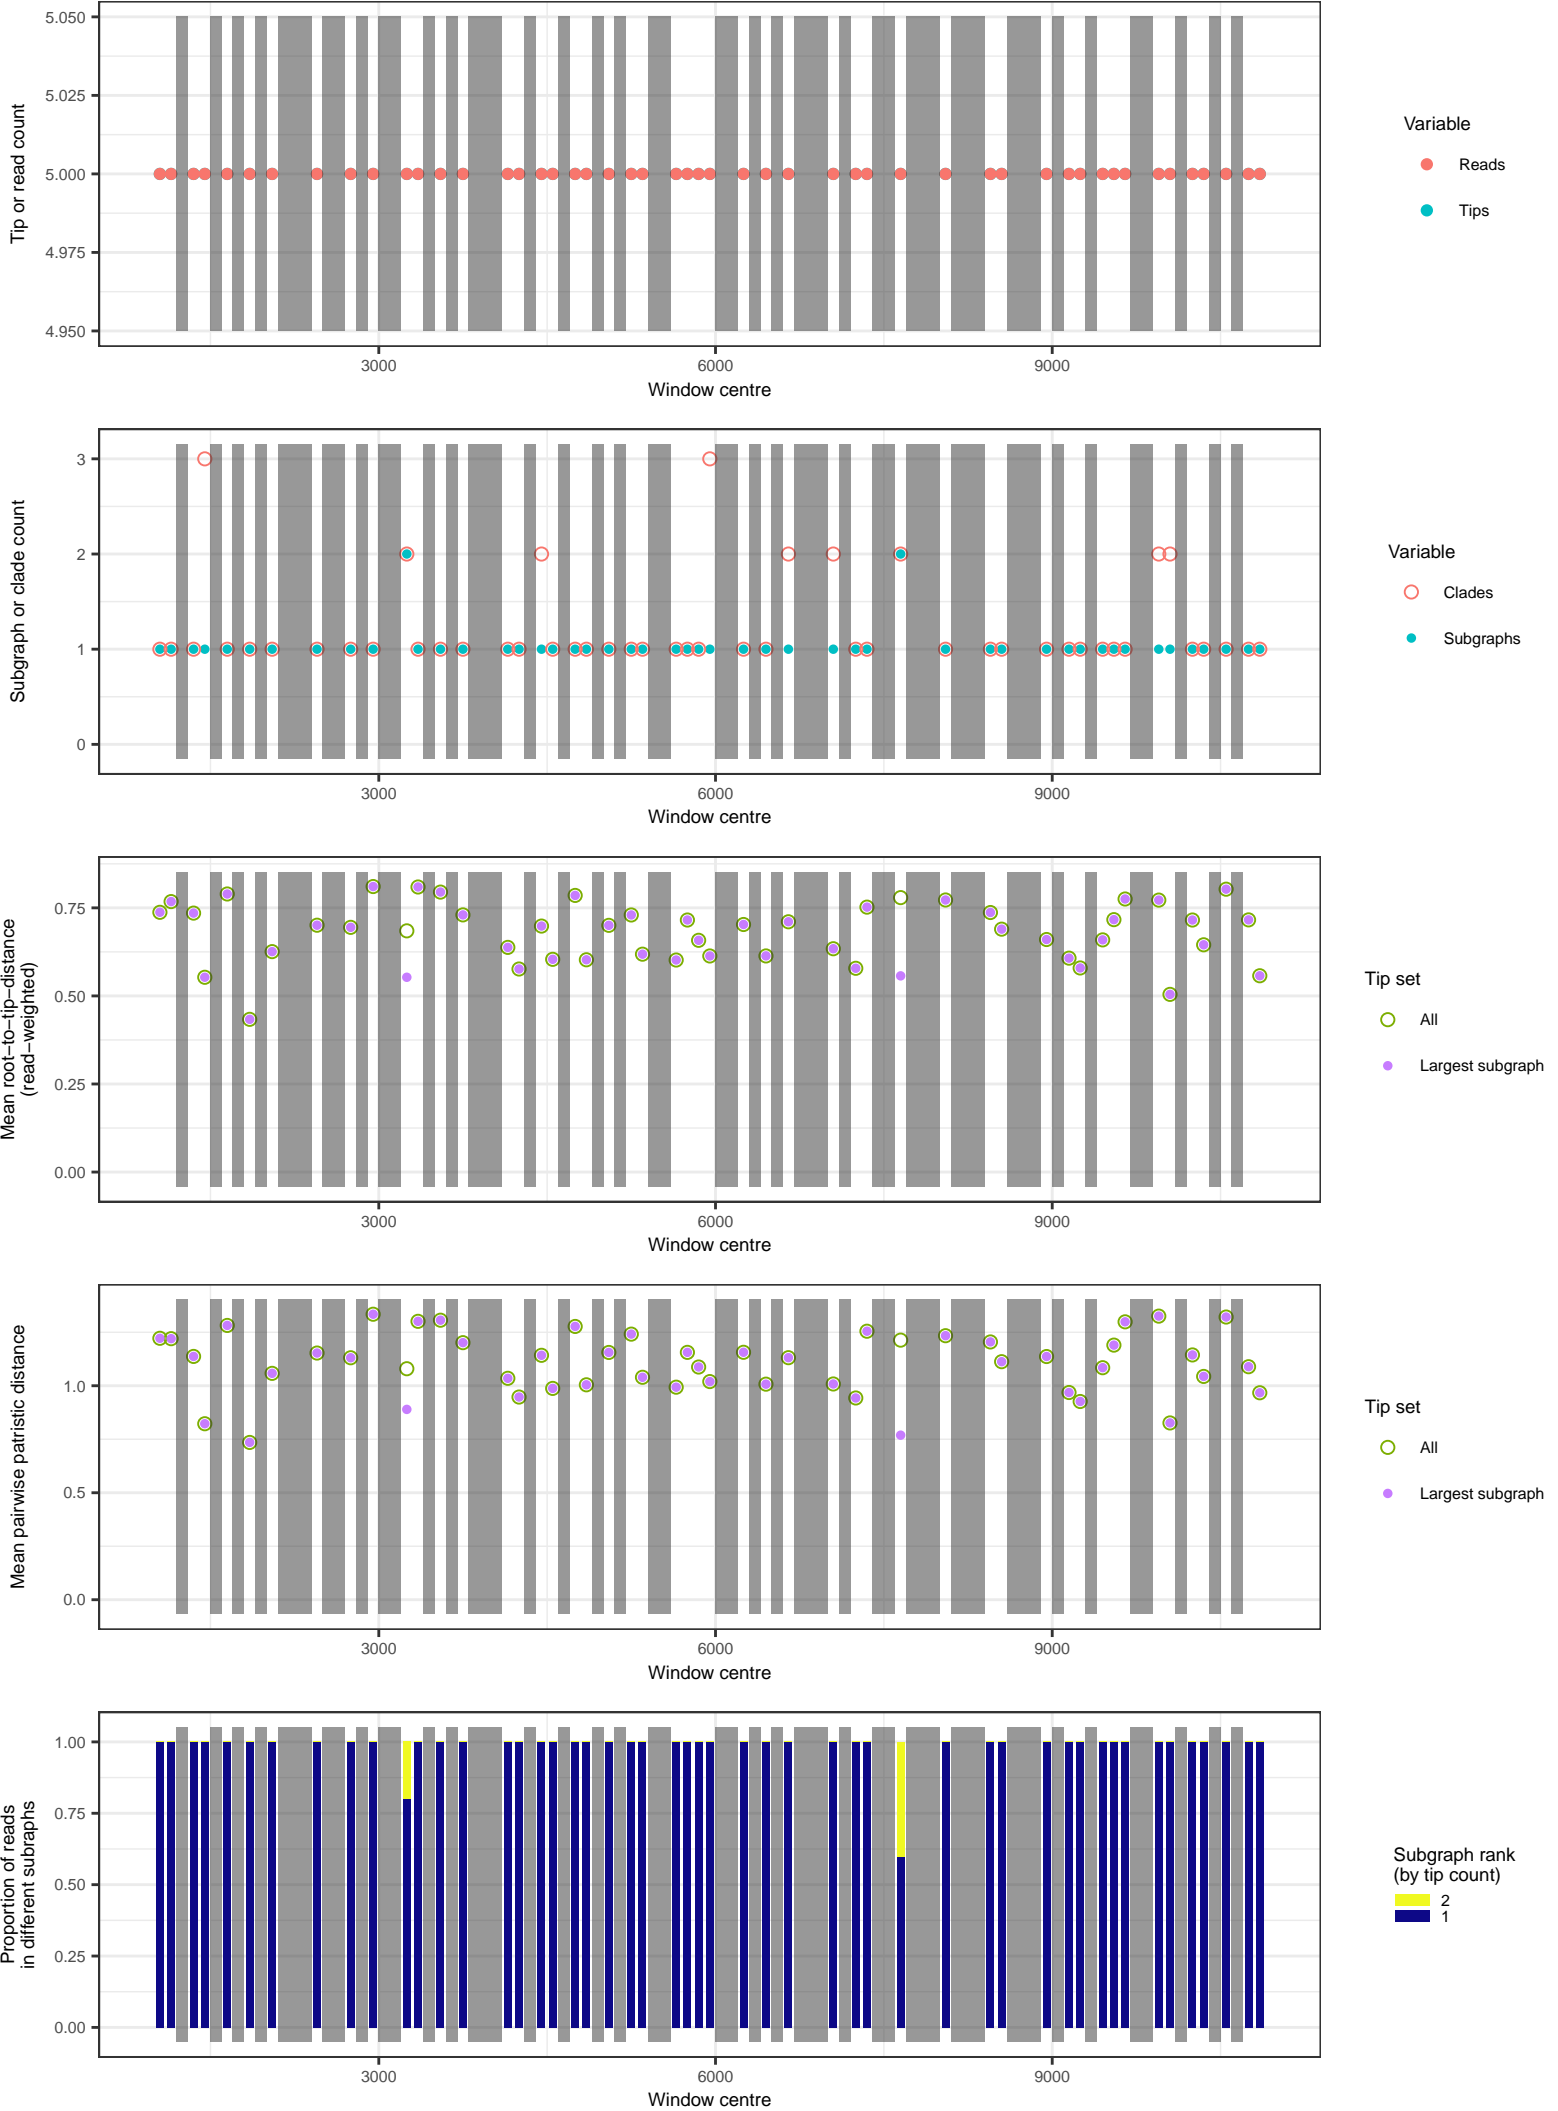 5.050
5.025
5.000
4.975
4.950
Tip or read count
3000 6000 9000
Window centre
Variable
Reads
Tips
3
2
1
0
Subgraph or clade count
3000 6000 9000
Window centre
Variable
Clades
Subgraphs
0.75
0.50
0.25
0.00
Mean root−to−tip−distance
(read−weighted)
3000 6000 9000
Window centre
Tip set
All
Largest subgraph
1.0
0.5
0.0
Mean pairwise patristic distance
3000 6000 9000
Window centre
Tip set
All
Largest subgraph
1.00
0.75
0.50
0.25
0.00
Proportion of reads
in different subraphs
3000 6000 9000
Window centre
Subgraph rank
(by tip count)
2
1